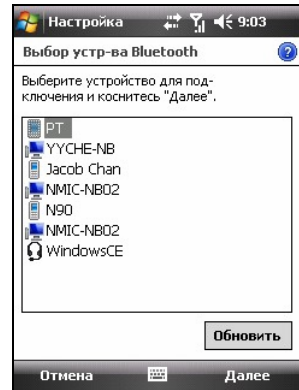 Настройка 9:03
Выбор устр-ва Bluetooth
Выберите устройство для под-
ключения и коснитесь "Далее".
PT
YYCHE-NB
Jacob Chan
NMIC-NB02
N90
NMIC-NB02
WindowsCE
Обновить
Отмена Далее